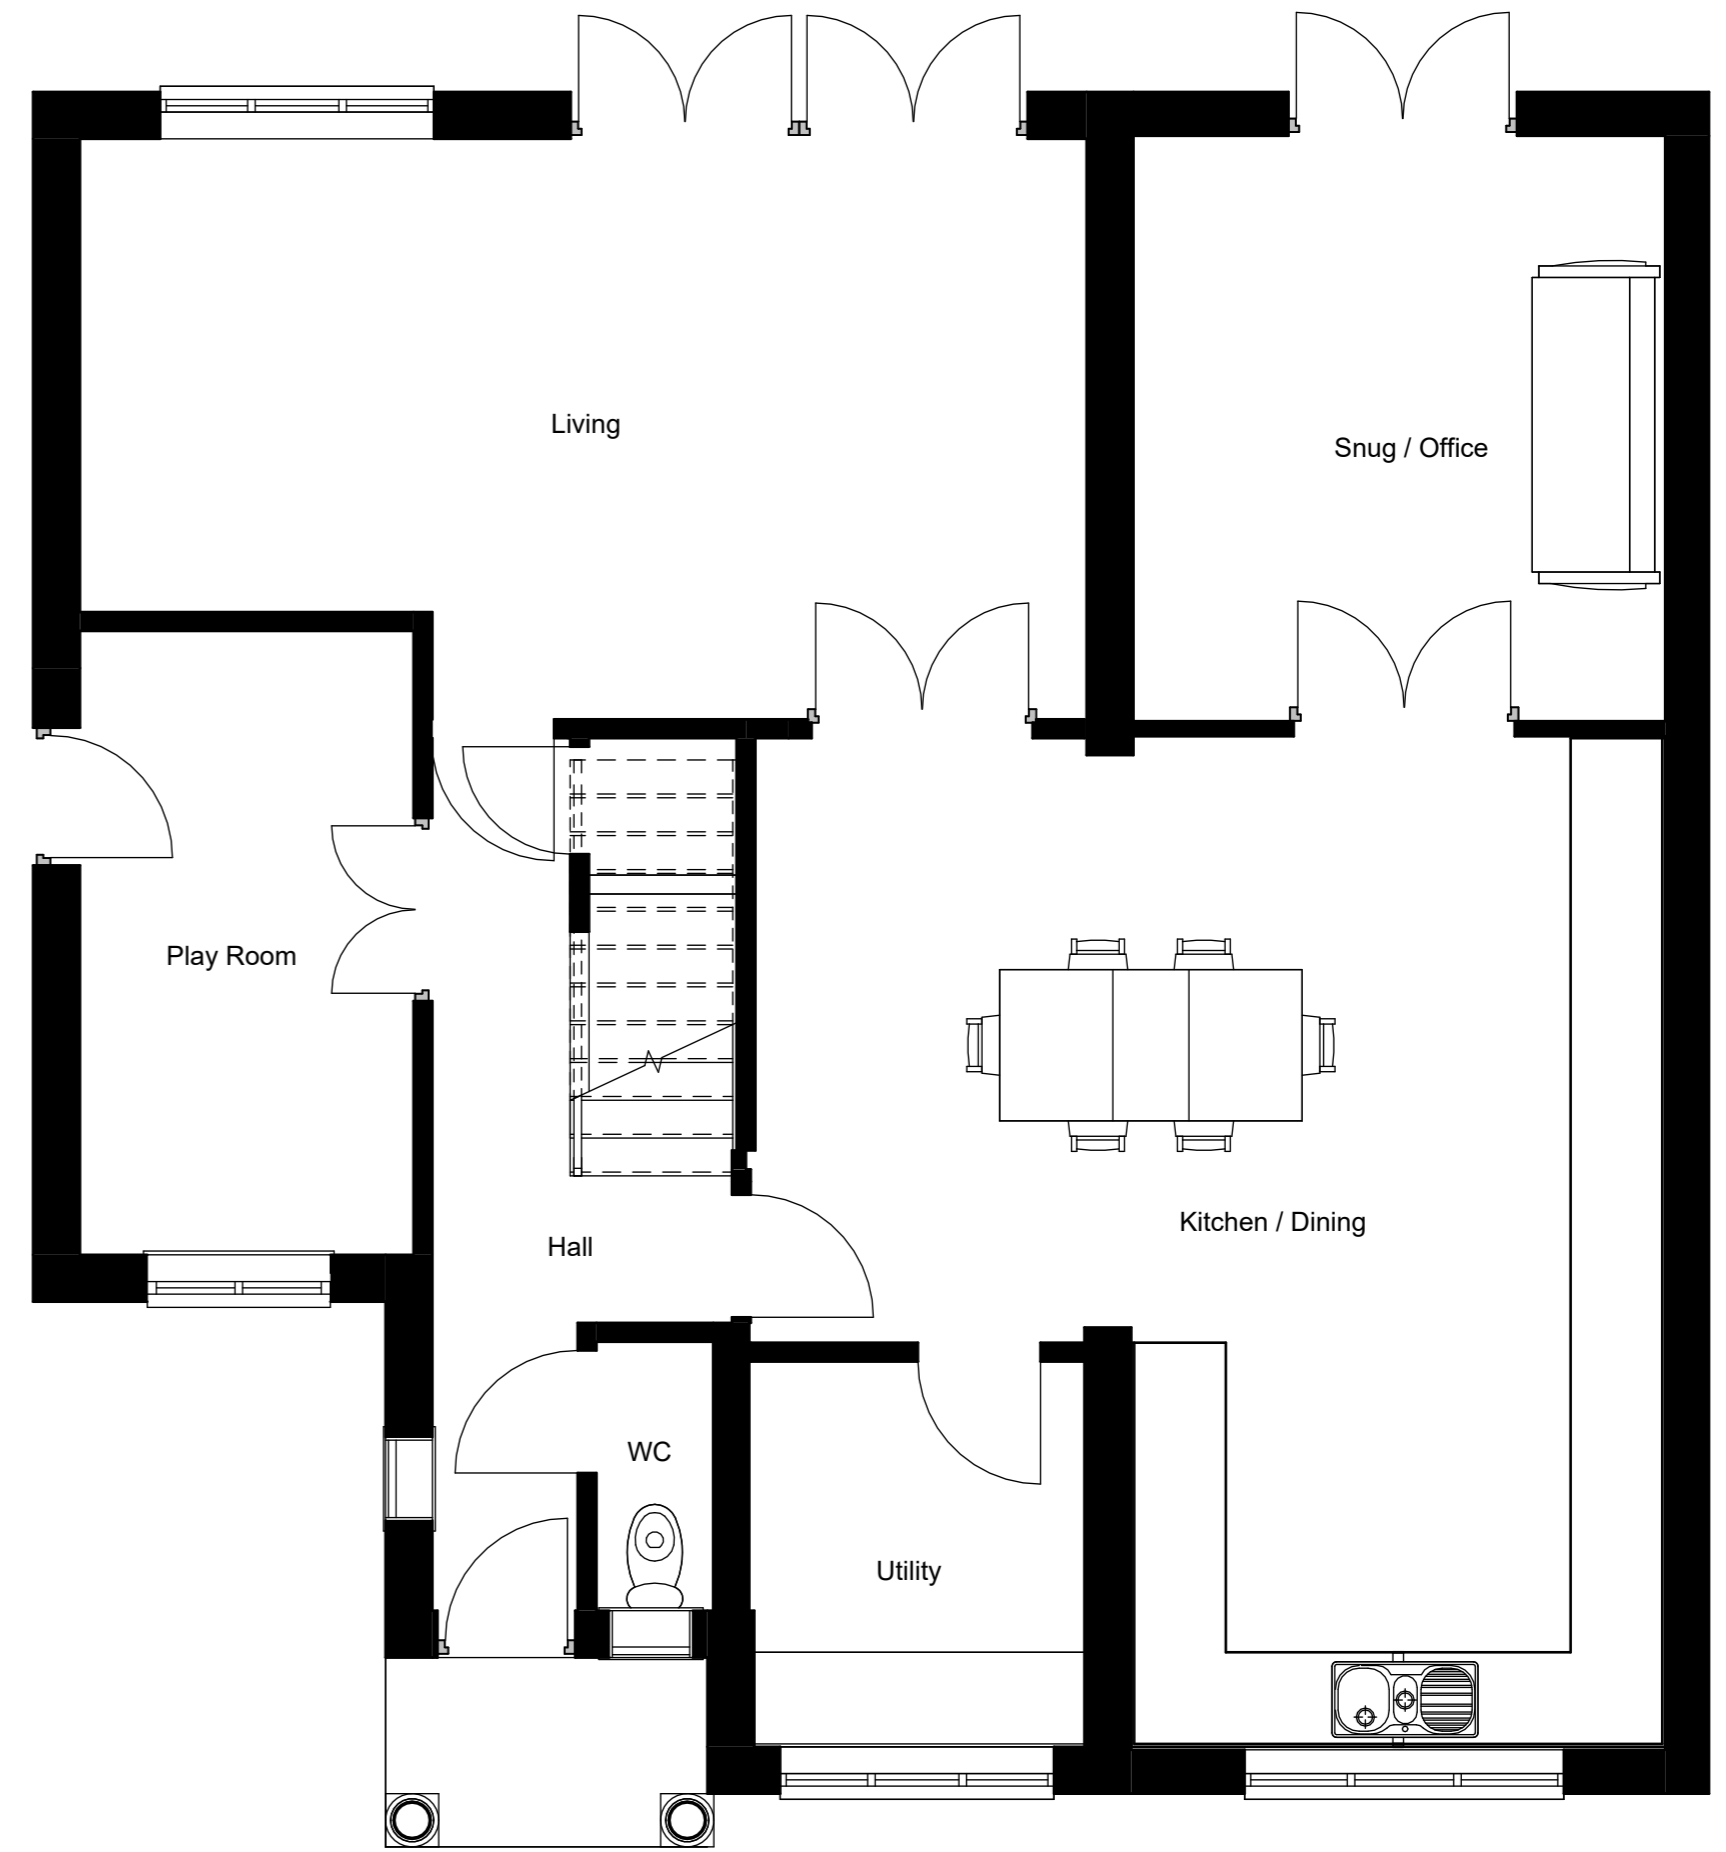 Living
Snug / Office
Play Room
Kitchen / Dining
Hall
WC
Utility